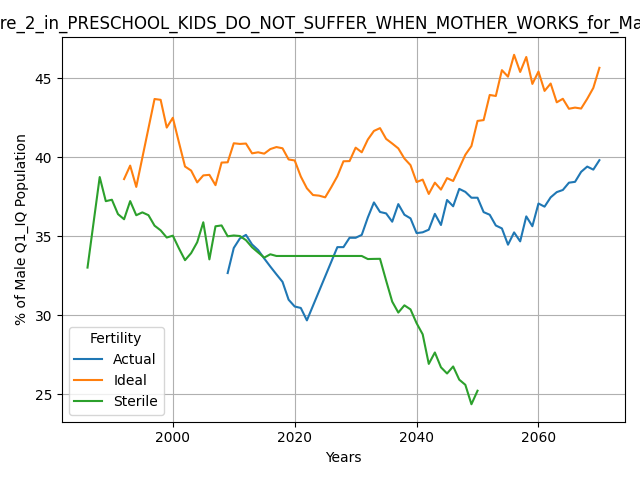 re_2_in_PRESCHOOL_KIDS_DO_NOT_SUFFER_WHEN_MOTHER_WORKS_for_Ma
45
40
35
30
25
% of Male Q1_IQ Population
Fertility
Actual
Ideal
Sterile
2000 2020 2040 2060
Years